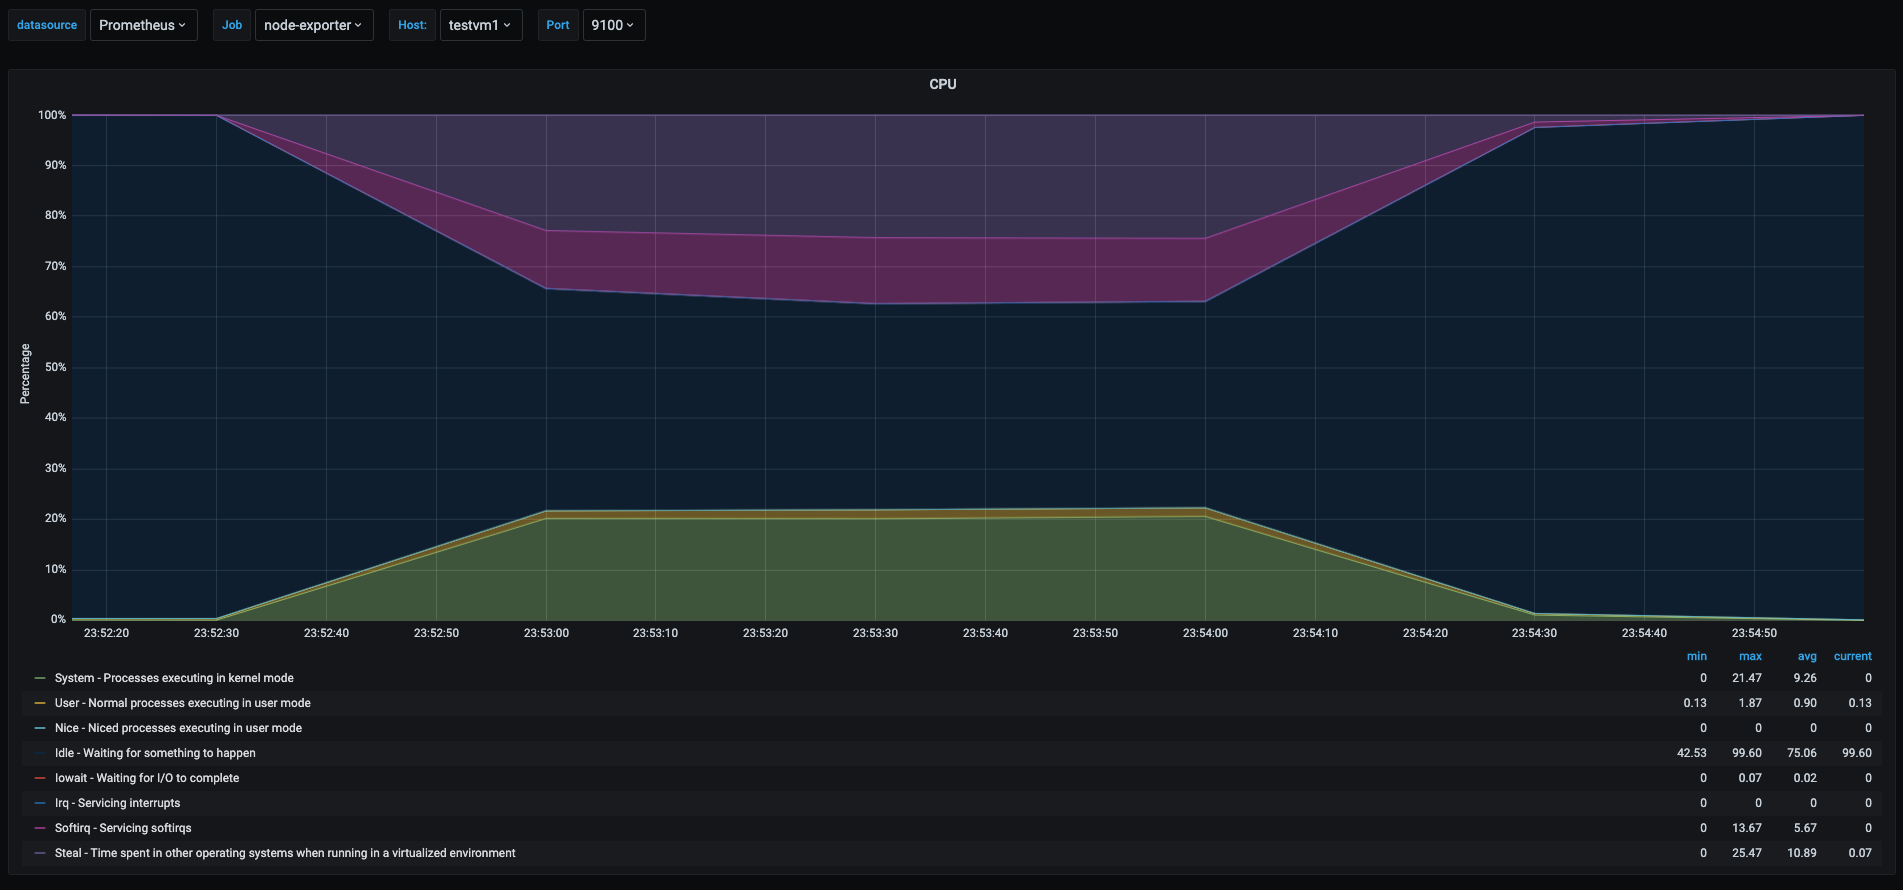 datasource Prometheus Job node-exporter Host: testvm1 Port 9100
CPU
100%
90%
80%
70%
60%
50%
40%
30%
20%
10%
0%
Percentage
23:52:20 23:52:30 23:52:40 23:52:50 23:53:00 23:53:10 23:53:20 23:53:30 23:53:40 23:53:50 23:54:00 23:54:10 23:54:20 23:54:30 23:54:40 23:54:50
min max avg current
System - Processes executing in kernel mode 0 21.47 9.26 0
User - Normal processes executing in user mode 0.13 1.87 0.90 0.13
Nice - Niced processes executing in user mode 0 0 0 0
Idle - Waiting for something to happen 42.53 99.60 75.06 99.60
Iowait - Waiting for I/O to complete 0 0.07 0.02 0
Irq - Servicing interrupts 0 0 0 0
Softirq - Servicing softirqs 0 13.67 5.67 0
Steal - Time spent in other operating systems when running in a virtualized environment 0 25.47 10.89 0.07